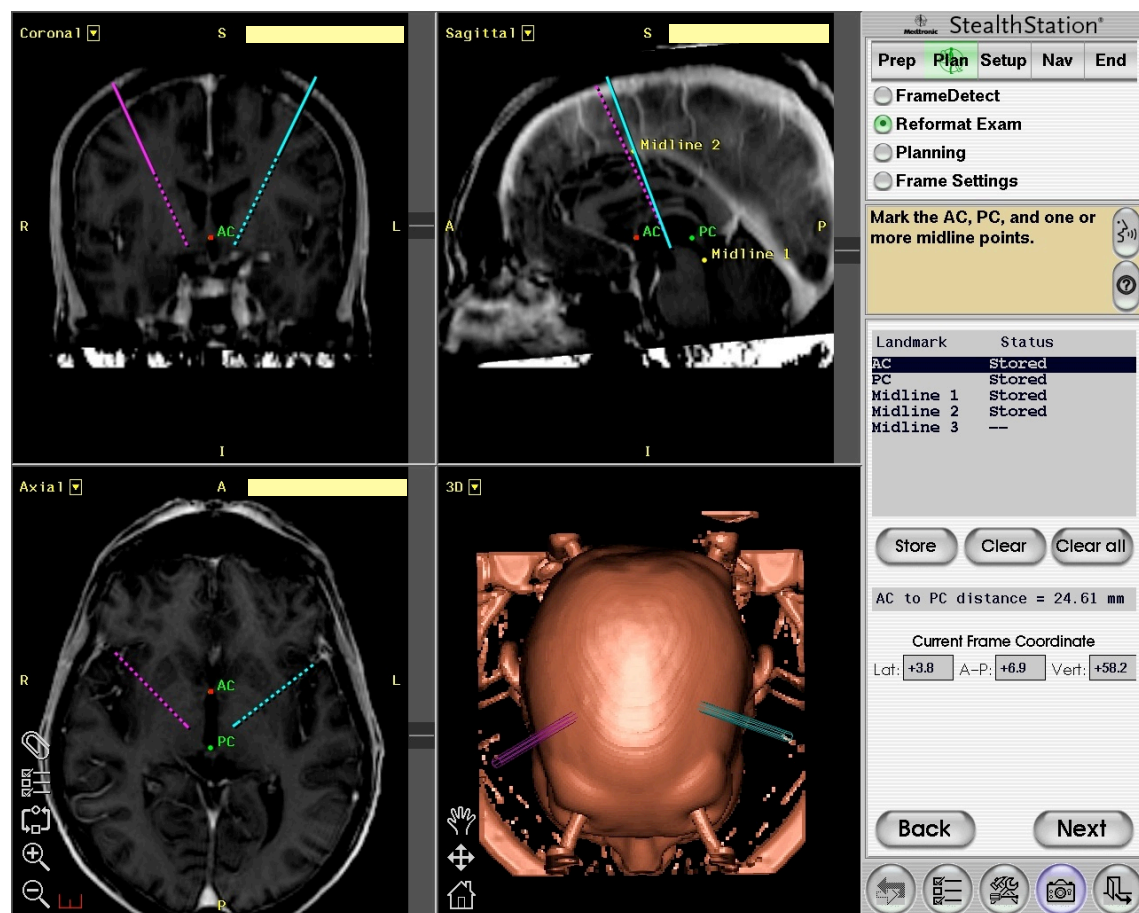 Coronal
S
R
L
AC
I
Sagittal
S
A
P
Midline 2
AC
PC
Midline 1
I
Axial
A
R
L
AC
PC
P
3D
Medtronic StealthStation®
Prep Plan Setup Nav End
FrameDetect
Reformat Exam
Planning
Frame Settings
Mark the AC, PC, and one or
more midline points.
?
Landmark Status
AC Stored
PC Stored
Midline 1 Stored
Midline 2 Stored
Midline 3 --
Store Clear Clear all
AC to PC distance = 24.61 mm
Current Frame Coordinate
Lat: +3.8 A-P: +6.9 Vert: +58.2
Back Next